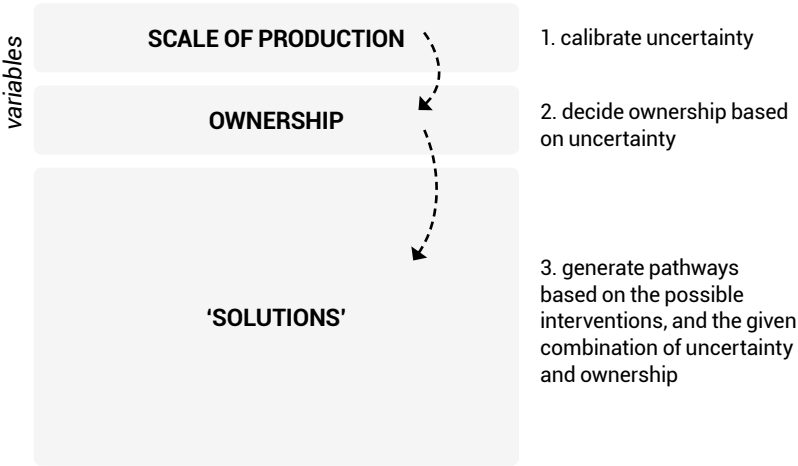 variables
SCALE OF PRODUCTION
1. calibrate uncertainty
OWNERSHIP
2. decide ownership based
on uncertainty
‘SOLUTIONS’
3. generate pathways
based on the possible
interventions, and the given
combination of uncertainty
and ownership